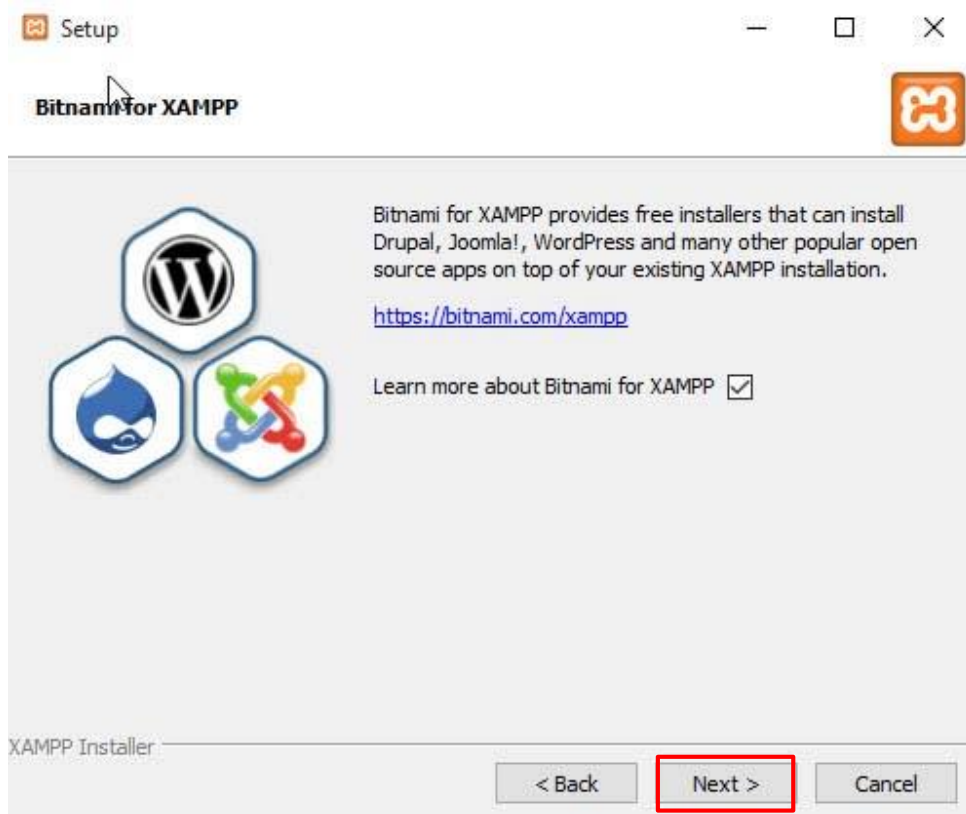 Setup
Bitnami for XAMPP
Bitnami for XAMPP provides free installers that can install
Drupal, Joomla!, WordPress and many other popular open
source apps on top of your existing XAMPP installation.
https://bitnami.com/xampp
Learn more about Bitnami for XAMPP
XAMPP Installer
< Back
Next >
Cancel